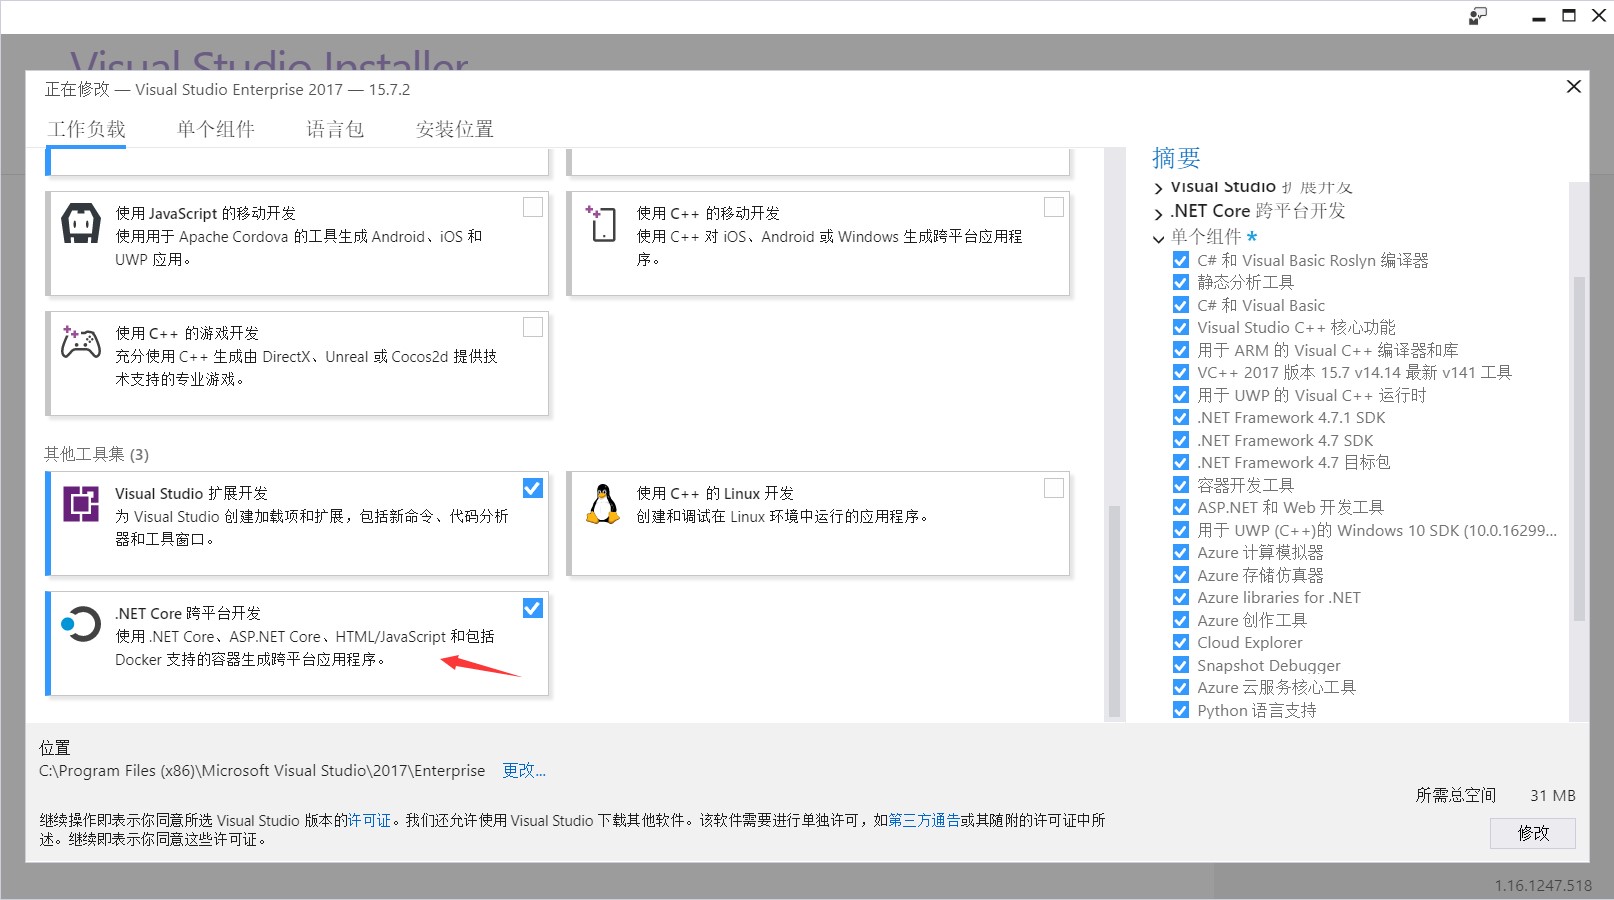 Visual Studio Installer
正在修改 — Visual Studio Enterprise 2017 — 15.7.2
工作负载
单个组件
语言包
安装位置
使用 JavaScript 的移动开发
使用用于 Apache Cordova 的工具生成 Android、iOS 和
UWP 应用。
使用 C++ 的移动开发
使用 C++ 对 iOS、Android 或 Windows 生成跨平台应用程
序。
使用 C++ 的游戏开发
充分使用 C++ 生成由 DirectX、Unreal 或 Cocos2d 提供技
术支持的专业游戏。
其他工具集 (3)
Visual Studio 扩展开发
为 Visual Studio 创建加载项和扩展，包括新命令、代码分析
器和工具窗口。
使用 C++ 的 Linux 开发
创建和调试在 Linux 环境中运行的应用程序。
.NET Core 跨平台开发
使用 .NET Core、ASP.NET Core、HTML/JavaScript 和包括
Docker 支持的容器生成跨平台应用程序。
摘要
Visual Studio 扩展开发
.NET Core 跨平台开发
单个组件 *
C# 和 Visual Basic Roslyn 编译器
静态分析工具
C# 和 Visual Basic
Visual Studio C++ 核心功能
用于 ARM 的 Visual C++ 编译器和库
VC++ 2017 版本 15.7 v14.14 最新 v141 工具
用于 UWP 的 Visual C++ 运行时
.NET Framework 4.7.1 SDK
.NET Framework 4.7 SDK
.NET Framework 4.7 目标包
容器开发工具
ASP.NET 和 Web 开发工具
用于 UWP (C++)的 Windows 10 SDK (10.0.16299...
Azure 计算模拟器
Azure 存储仿真器
Azure libraries for .NET
Azure 创作工具
Cloud Explorer
Snapshot Debugger
Azure 云服务核心工具
Python 语言支持
位置
C:\Program Files (x86)\Microsoft Visual Studio\2017\Enterprise 更改...
所需总空间 31 MB
继续操作即表示你同意所选 Visual Studio 版本的许可证。我们还允许使用 Visual Studio 下载其他软件。该软件需要进行单独许可，如第三方通告或其随附的许可证中所
述。继续即表示你同意这些许可证。
修改
1.16.1247.518